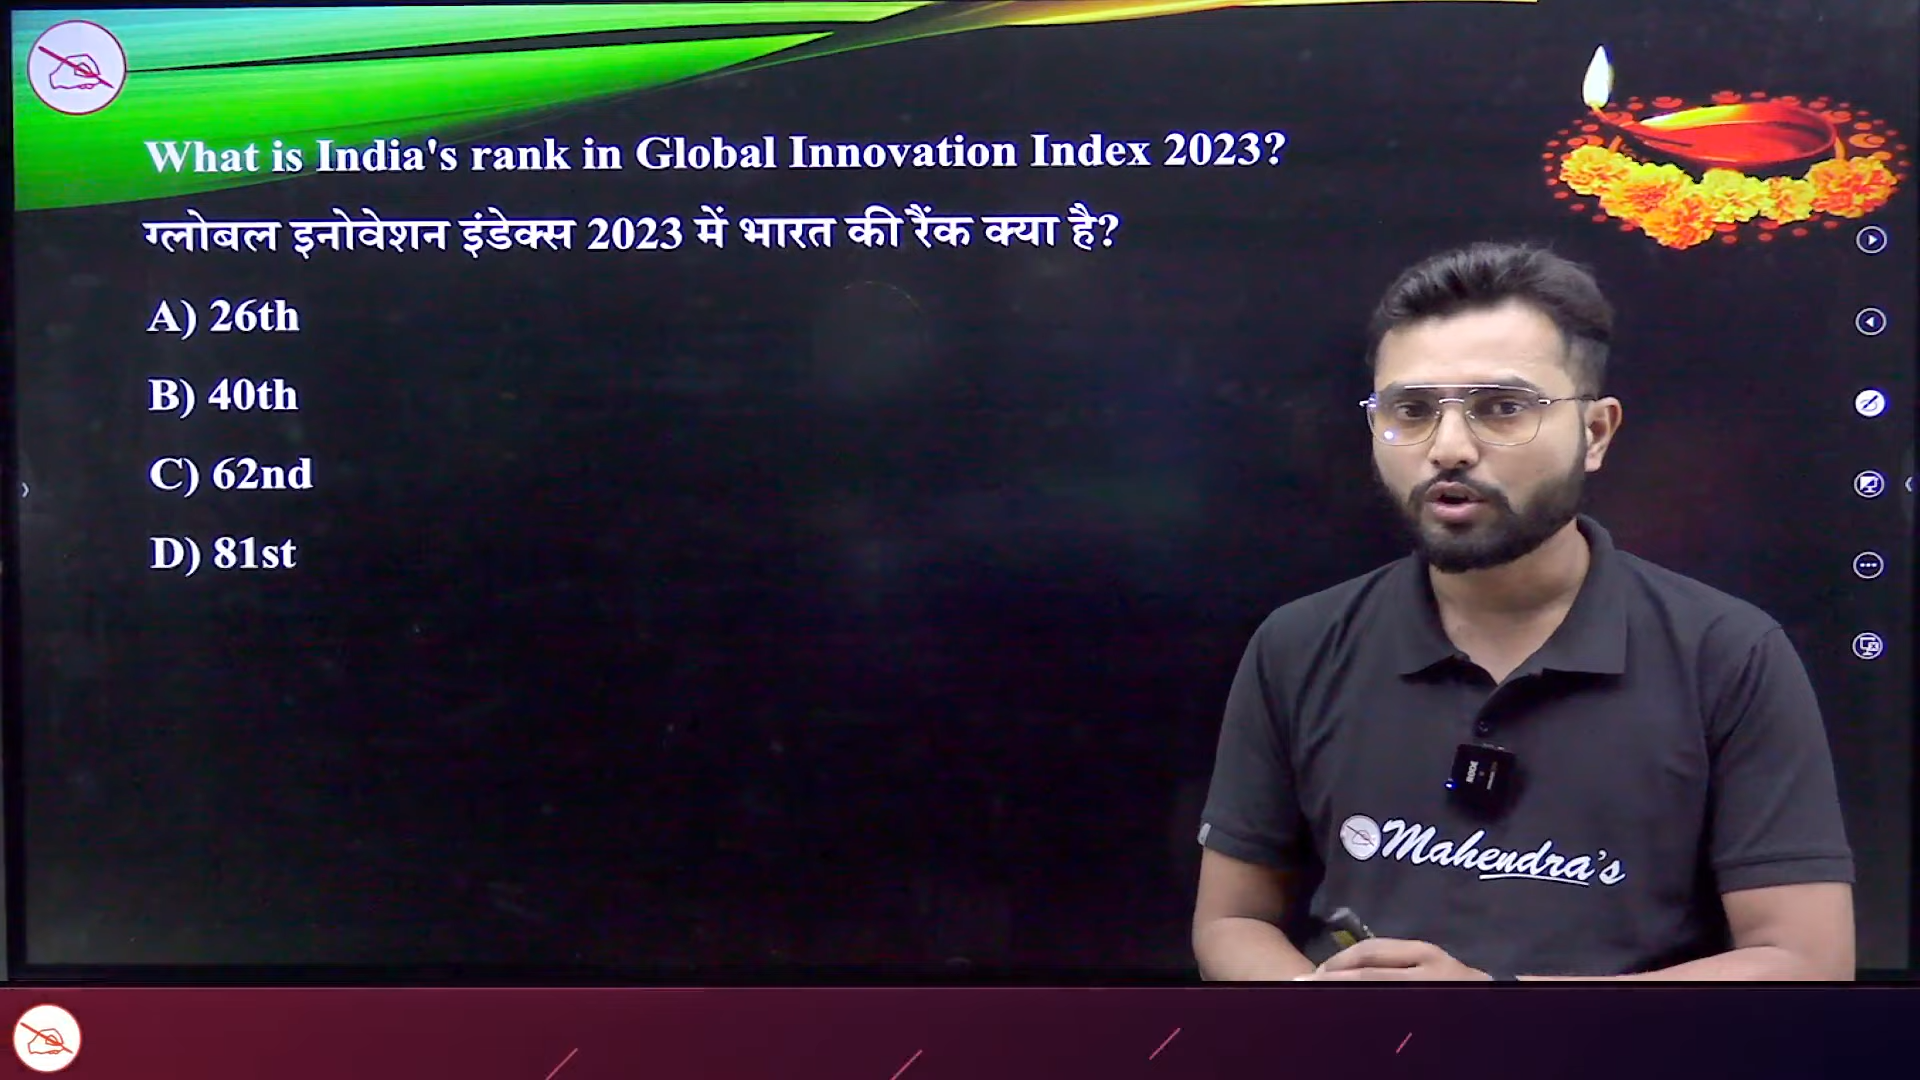 What is India's rank in Global Innovation Index 2023?
ग्लोबल इनोवेशन इंडेक्स 2023 में भारत की रैंक क्या है?
A) 26th
B) 40th
C) 62nd
D) 81st
RODE
Mahendra's